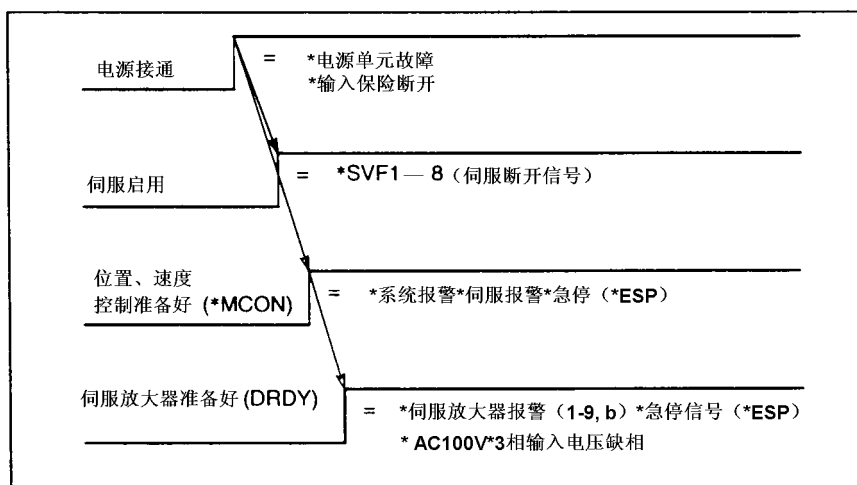 电源接通
= *电源单元故障
*输入保险断开
伺服启用
= *SVF1— 8（伺服断开信号）
位置、速度
控制准备好 (*MCON)
= *系统报警*伺服报警*急停（*ESP）
伺服放大器准备好(DRDY)
= *伺服放大器报警（1-9, b）*急停信号（*ESP）
* AC100V*3相输入电压缺相